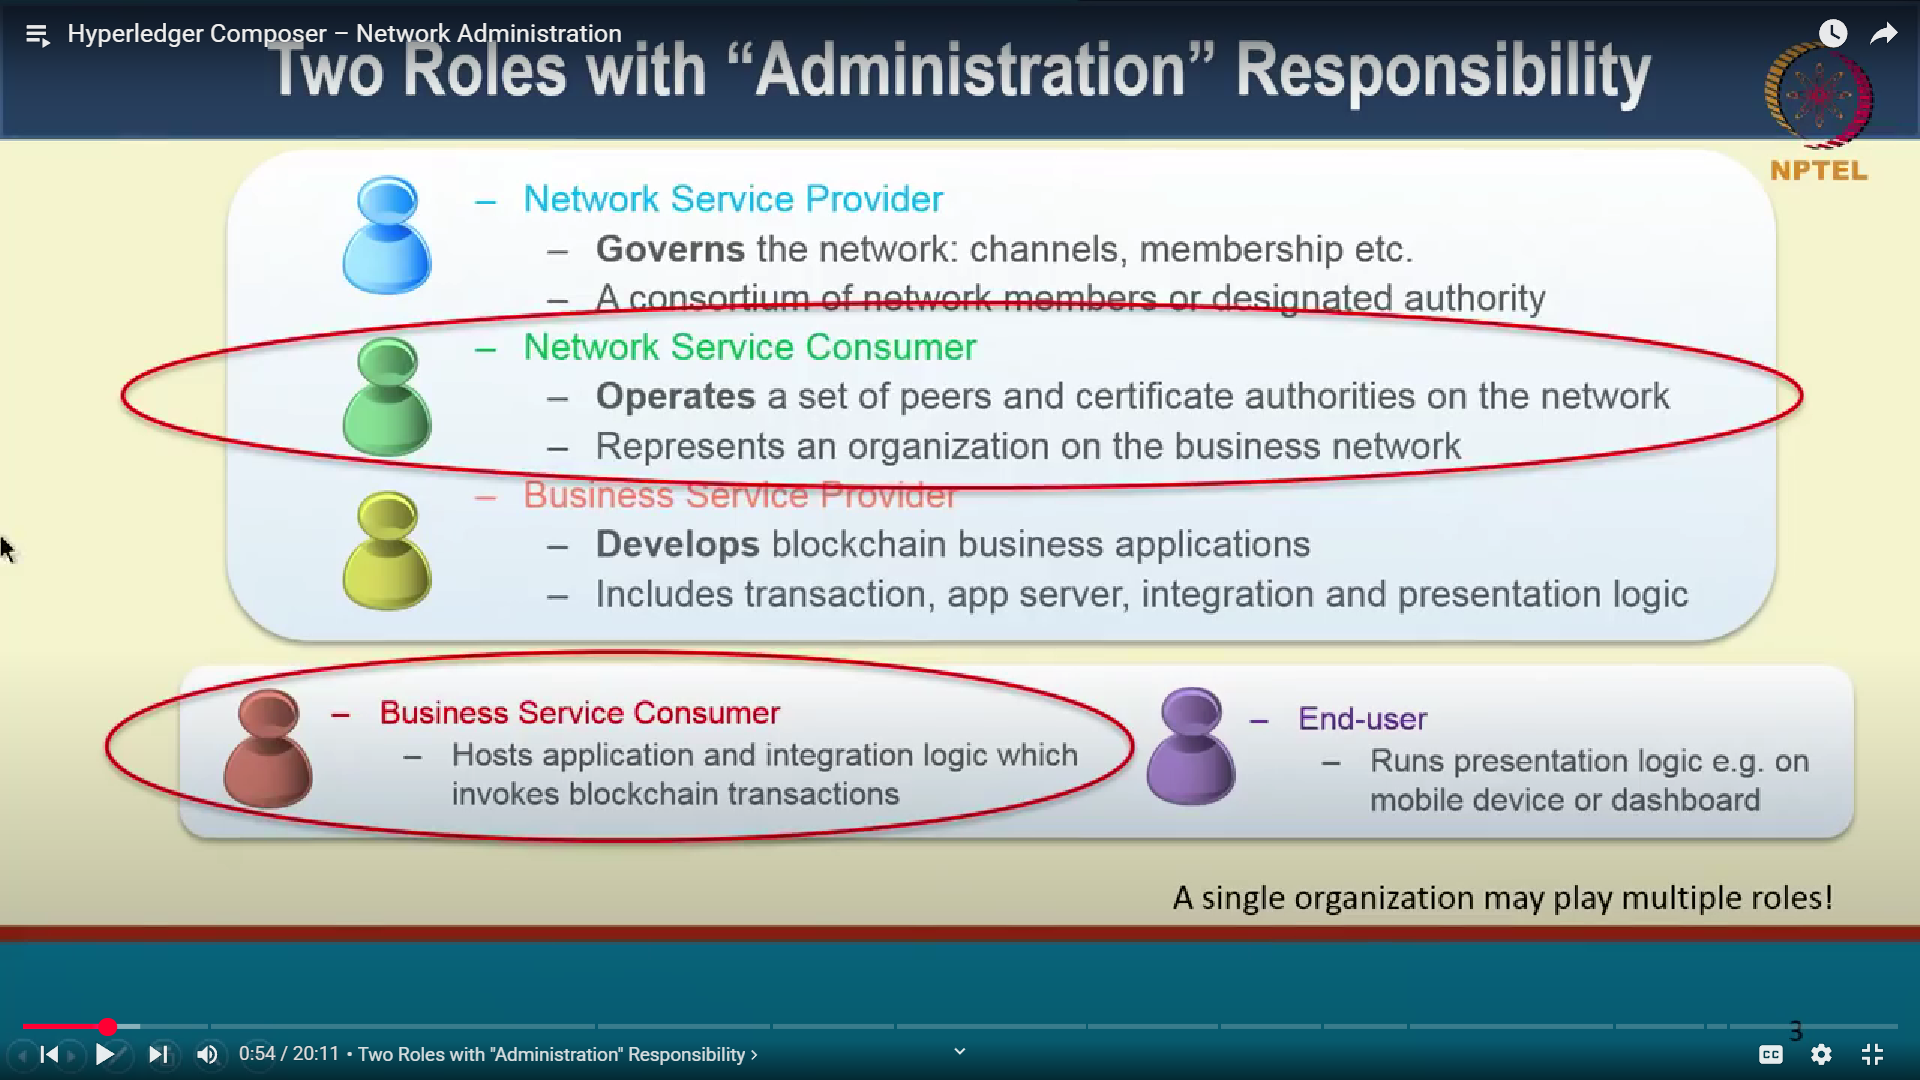 Hyperledger Composer – Network Administration
Two Roles with “Administration” Responsibility
NPTEL
– Network Service Provider
– Governs the network: channels, membership etc.
– A consortium of network members or designated authority
– Network Service Consumer
– Operates a set of peers and certificate authorities on the network
– Represents an organization on the business network
– Business Service Provider
– Develops blockchain business applications
– Includes transaction, app server, integration and presentation logic
– Business Service Consumer
– Hosts application and integration logic which
invokes blockchain transactions
– End-user
– Runs presentation logic e.g. on
mobile device or dashboard
A single organization may play multiple roles!
3
0:54 / 20:11 • Two Roles with "Administration" Responsibility ›
CC